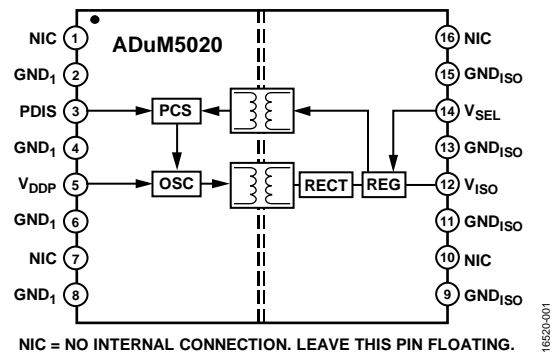 ADuM5020
NIC 1
GND1 2
PDIS 3
GND1 4
VDDP 5
GND1 6
NIC 7
GND1 8
PCS
OSC
RECT
REG
16 NIC
15 GNDISO
14 VSEL
13 GNDISO
12 VISO
11 GNDISO
10 NIC
9 GNDISO
NIC = NO INTERNAL CONNECTION. LEAVE THIS PIN FLOATING.
16520-001